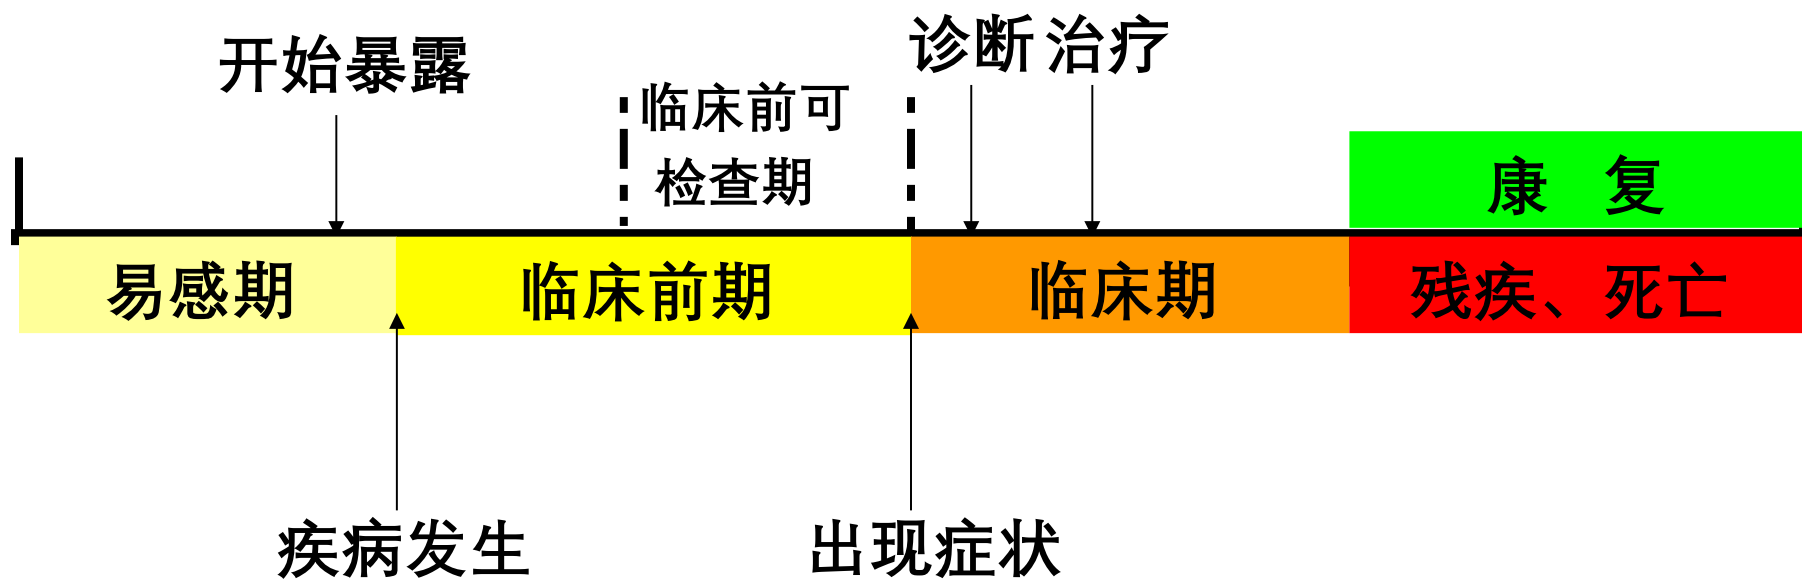 开始暴露
诊断 治疗
临床前可
检查期
康 复
易感期
临床前期
临床期
残疾、死亡
疾病发生
出现症状